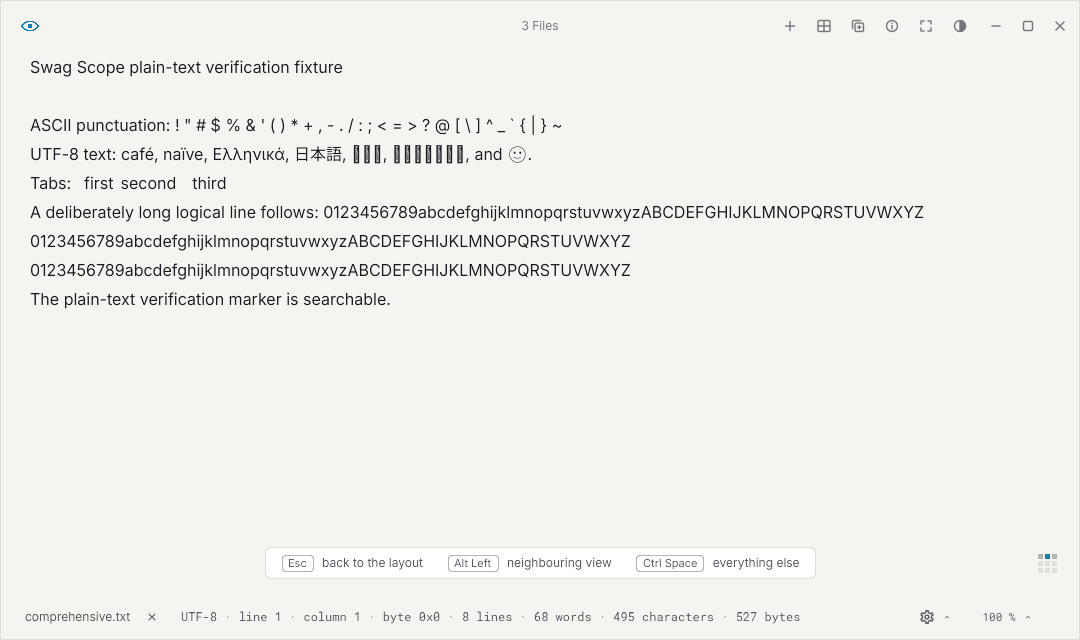 3 Files
Swag Scope plain-text verification fixture
ASCII punctuation: ! " # $ % & ' ( ) * + , - . / : ; < = > ? @ [ \ ] ^ _ ` { | } ~
UTF-8 text: café, naïve, Ελληνικά, 日本語, , , and 🙂.
Tabs: first second third
A deliberately long logical line follows: 0123456789abcdefghijklmnopqrstuvwxyzABCDEFGHIJKLMNOPQRSTUVWXYZ
0123456789abcdefghijklmnopqrstuvwxyzABCDEFGHIJKLMNOPQRSTUVWXYZ
0123456789abcdefghijklmnopqrstuvwxyzABCDEFGHIJKLMNOPQRSTUVWXYZ
The plain-text verification marker is searchable.
Esc back to the layout Alt Left neighbouring view Ctrl Space everything else
comprehensive.txt × UTF-8 · line 1 · column 1 · byte 0x0 · 8 lines · 68 words · 495 characters · 527 bytes 100 %